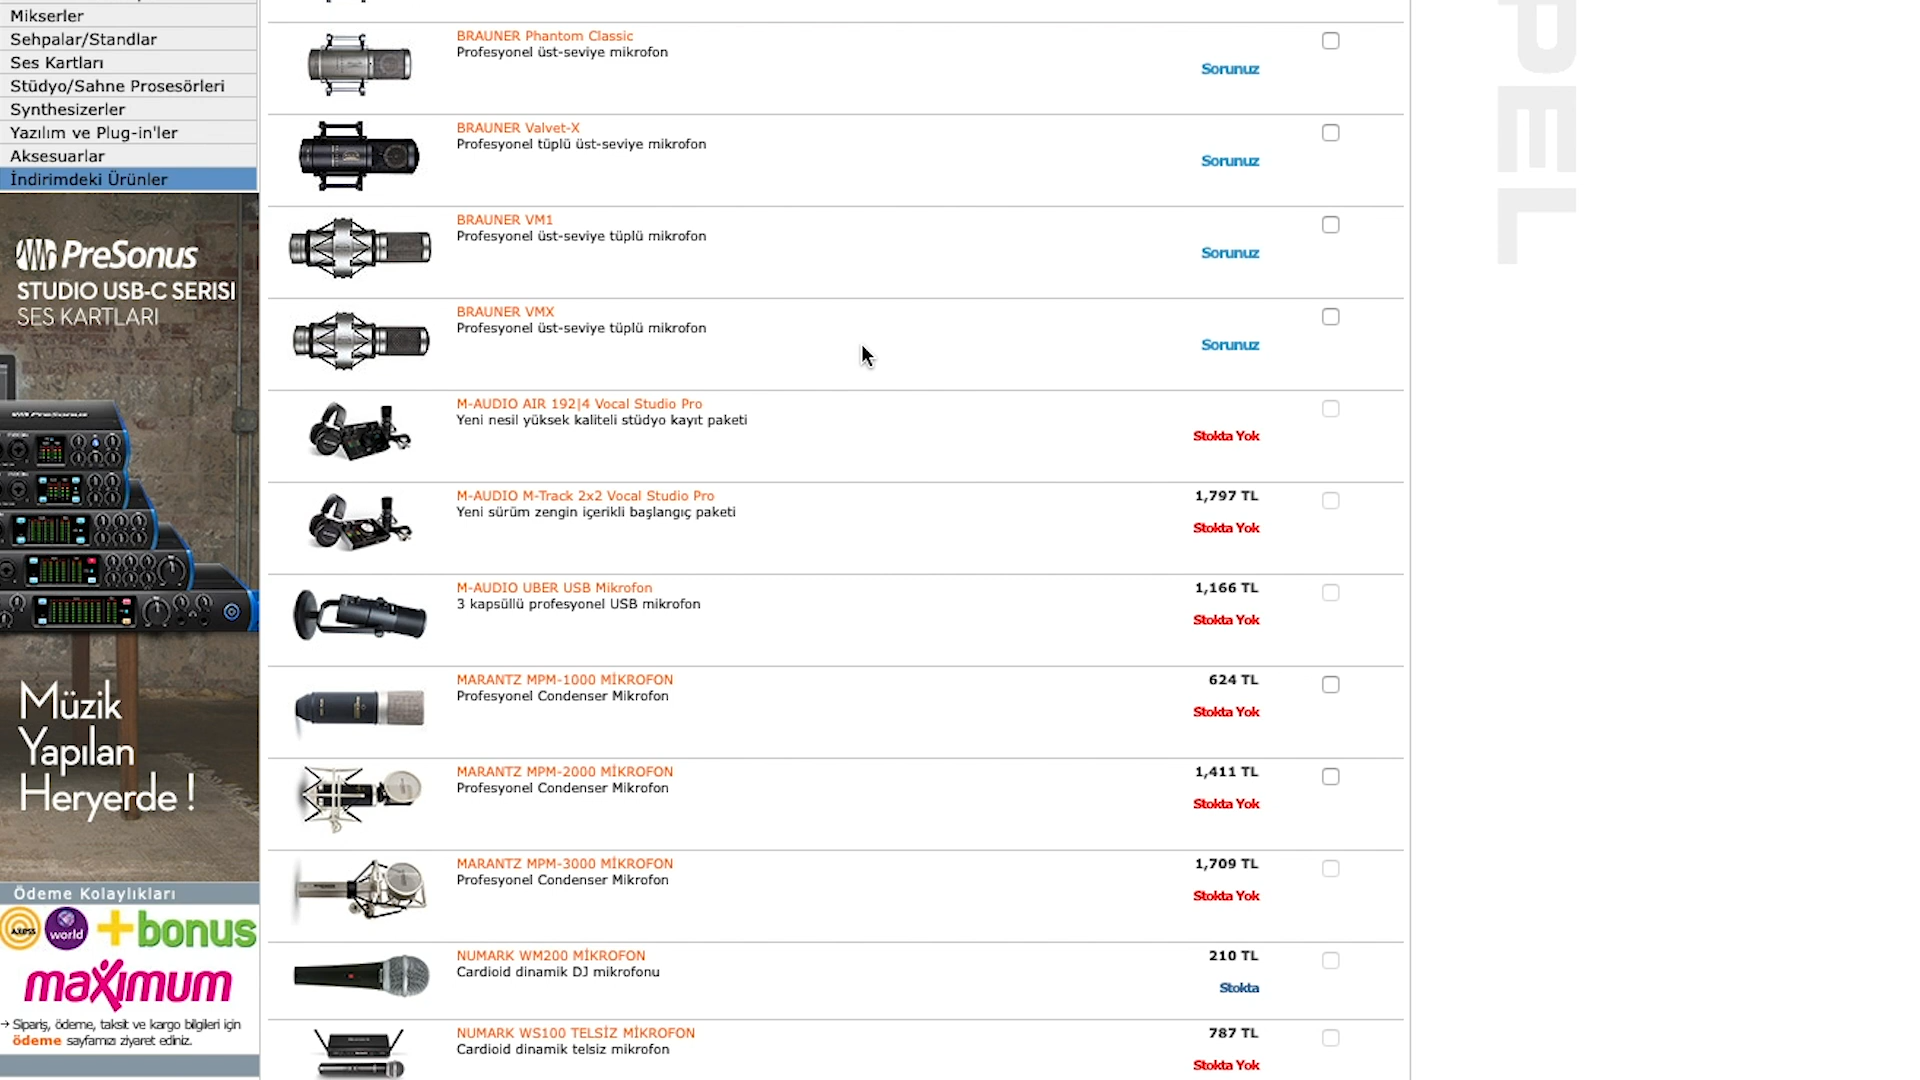 Mikserler
Sehpalar/Standlar
Ses Kartları
Stüdyo/Sahne Prosesörleri
Synthesizerler
Yazılım ve Plug-in'ler
Aksesuarlar
İndirimdeki Ürünler
PreSonus
STUDIO USB-C SERISI
SES KARTLARI
PreSonus
Müzik
Yapılan
Heryerde !
Ödeme Kolaylıkları
axess
world
+bonus
maximum
→ Sipariş, ödeme, taksit ve kargo bilgileri için
ödeme sayfamızı ziyaret ediniz.
BRAUNER Phantom Classic
Profesyonel üst-seviye mikrofon
Sorunuz
BRAUNER Valvet-X
Profesyonel tüplü üst-seviye mikrofon
Sorunuz
BRAUNER VM1
Profesyonel üst-seviye tüplü mikrofon
Sorunuz
BRAUNER VMX
Profesyonel üst-seviye tüplü mikrofon
Sorunuz
M-AUDIO AIR 192|4 Vocal Studio Pro
Yeni nesil yüksek kaliteli stüdyo kayıt paketi
Stokta Yok
M-AUDIO M-Track 2x2 Vocal Studio Pro
1,797 TL
Yeni sürüm zengin içerikli başlangıç paketi
Stokta Yok
M-AUDIO UBER USB Mikrofon
1,166 TL
3 kapsüllü profesyonel USB mikrofon
Stokta Yok
MARANTZ MPM-1000 MİKROFON
624 TL
Profesyonel Condenser Mikrofon
Stokta Yok
MARANTZ MPM-2000 MİKROFON
1,411 TL
Profesyonel Condenser Mikrofon
Stokta Yok
MARANTZ MPM-3000 MİKROFON
1,709 TL
Profesyonel Condenser Mikrofon
Stokta Yok
NUMARK WM200 MİKROFON
210 TL
Cardioid dinamik DJ mikrofonu
Stokta
NUMARK WS100 TELSİZ MİKROFON
787 TL
Cardioid dinamik telsiz mikrofon
Stokta Yok
PEL